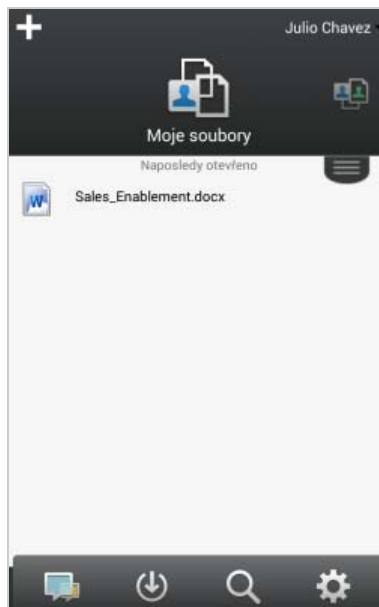 Julio Chavez
Moje soubory
Naposledy otevřeno
W
Sales_Enablement.docx